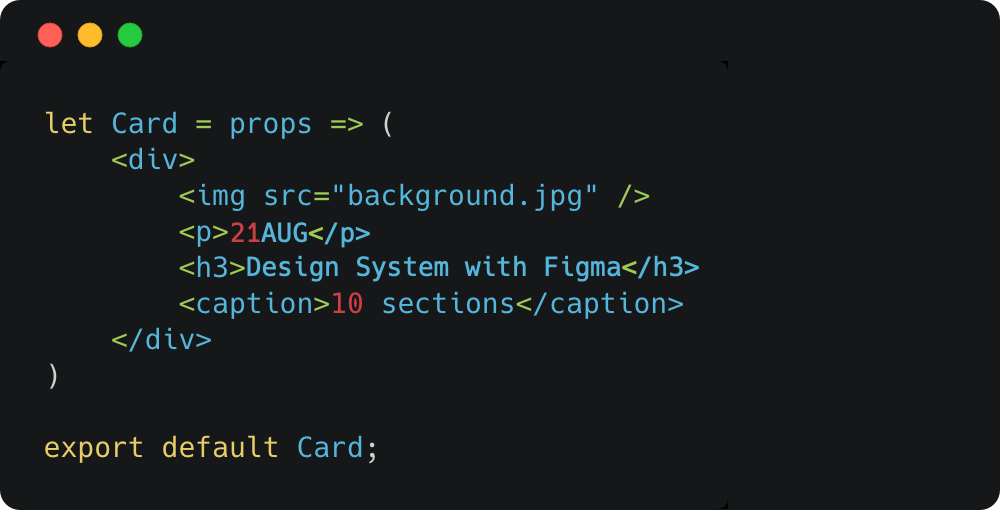 let Card = props => (
    <div>
        <img src="background.jpg" />
        <p>21AUG</p>
        <h3>Design System with Figma</h3>
        <caption>10 sections</caption>
    </div>
)
export default Card;